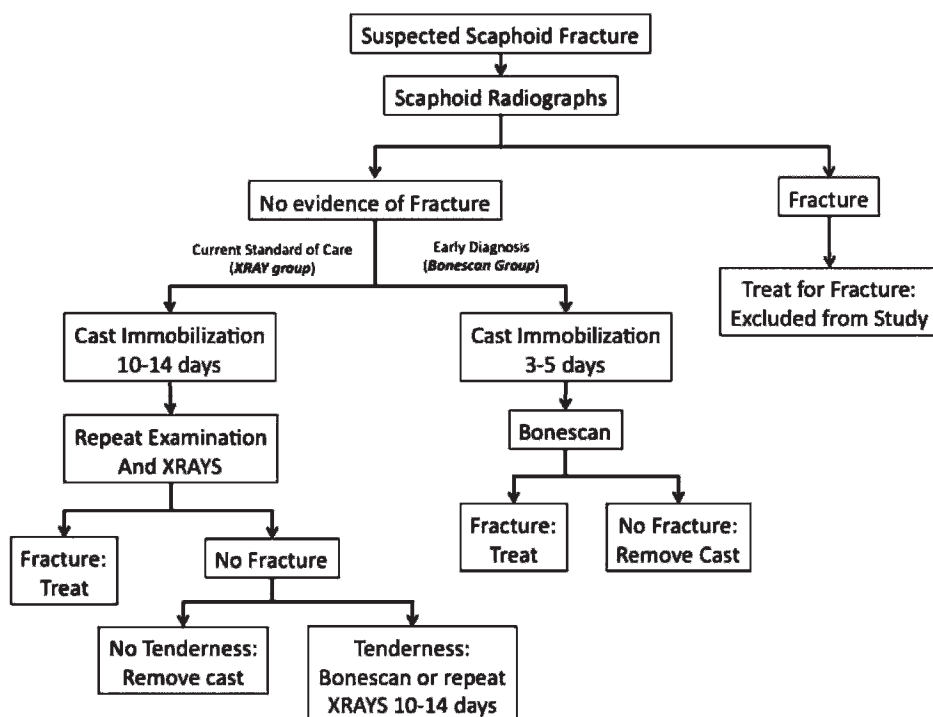 Suspected Scaphoid Fracture
Scaphoid Radiographs
No evidence of Fracture
Fracture
Current Standard of Care
(XRAY group)
Early Diagnosis
(Bonescan Group)
Treat for Fracture:
Excluded from Study
Cast Immobilization
10-14 days
Cast Immobilization
3-5 days
Repeat Examination
And XRAYS
Bonescan
Fracture:
Treat
No Fracture
Fracture:
Treat
No Fracture:
Remove Cast
No Tenderness:
Remove cast
Tenderness:
Bonescan or repeat
XRAYS 10-14 days